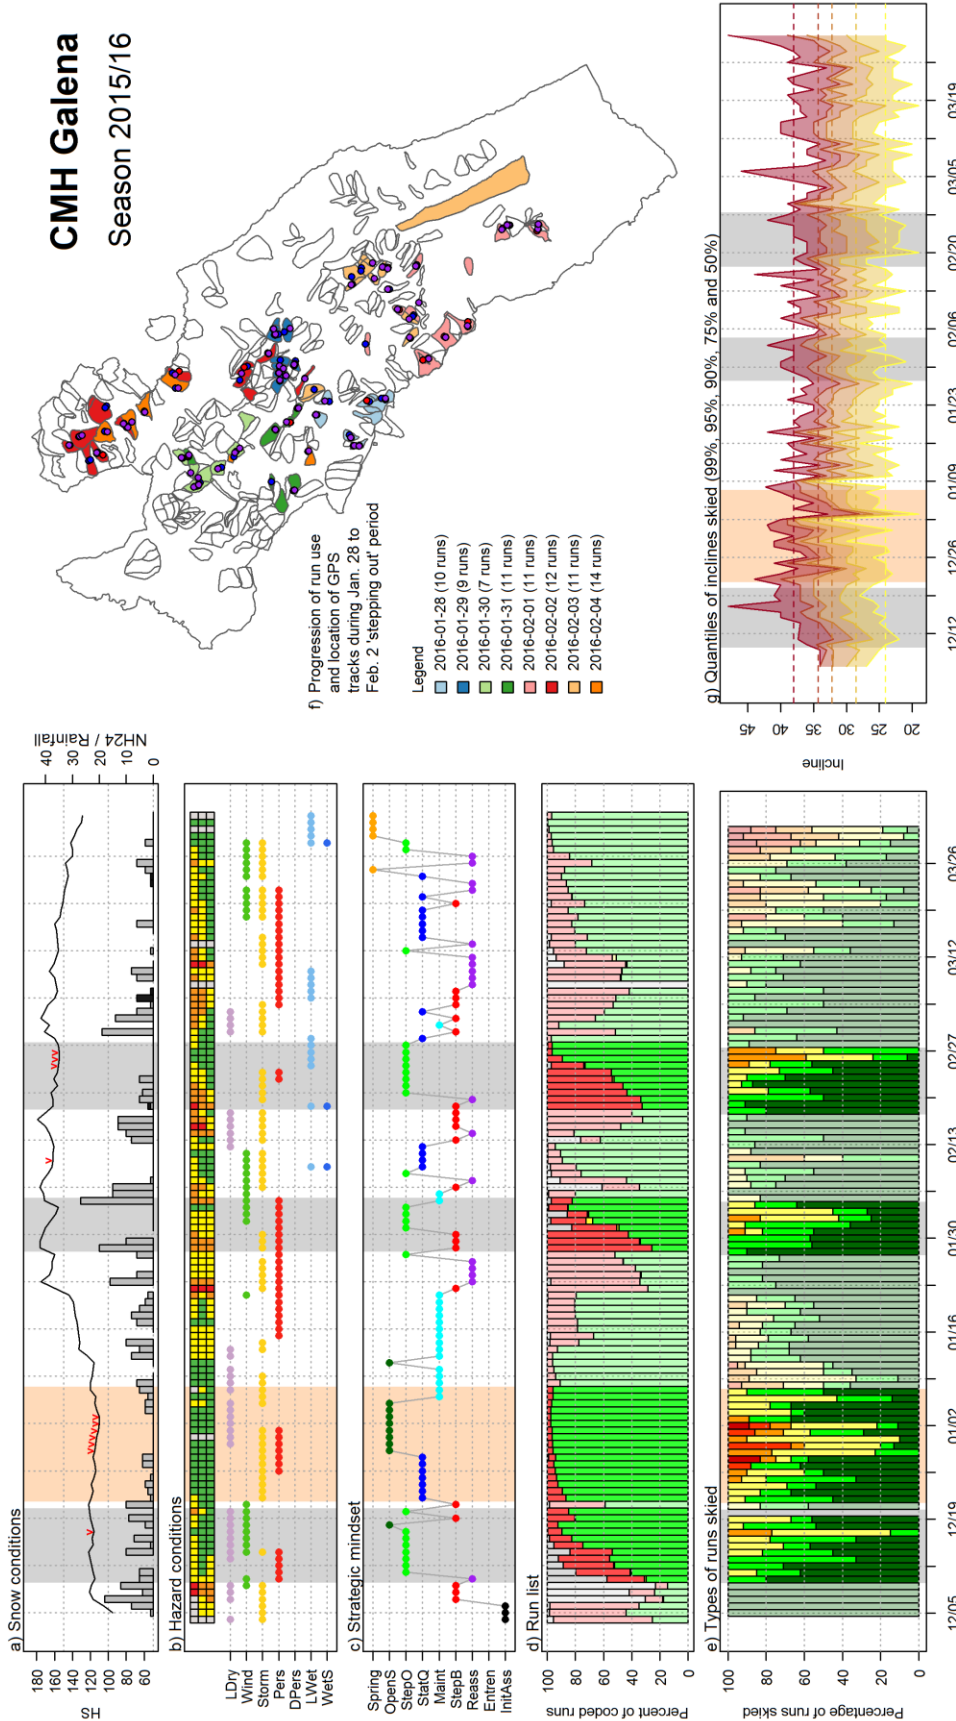 CMH Galena
Season 2015/16
a) Snow conditions
HS
180
160
140
120
100
80
60
NH24 / Rainfall
40
30
20
10
0
v
vvvvvvv
v
vvv
b) Hazard conditions
LDry
Wind
Storm
Pers
DPers
LWet
WetS
c) Strategic mindset
Spring
OpenS
StepO
StatQ
Maint
StepB
Reass
Entren
InitAss
d) Run list
Percent of coded runs
100
80
60
40
20
0
e) Types of runs skied
Percentage of runs skied
100
80
60
40
20
0
12/05
12/19
01/02
01/16
01/30
02/13
02/27
03/12
03/26
f) Progression of run use
and location of GPS
tracks during Jan. 28 to
Feb. 2 'stepping out' period
Legend
2016-01-28 (10 runs)
2016-01-29 (9 runs)
2016-01-30 (7 runs)
2016-01-31 (11 runs)
2016-02-01 (11 runs)
2016-02-02 (12 runs)
2016-02-03 (11 runs)
2016-02-04 (14 runs)
g) Quantiles of inclines skied (99%, 95%, 90%, 75% and 50%)
Incline
45
40
35
30
25
20
12/12
12/26
01/09
01/23
02/06
02/20
03/05
03/19